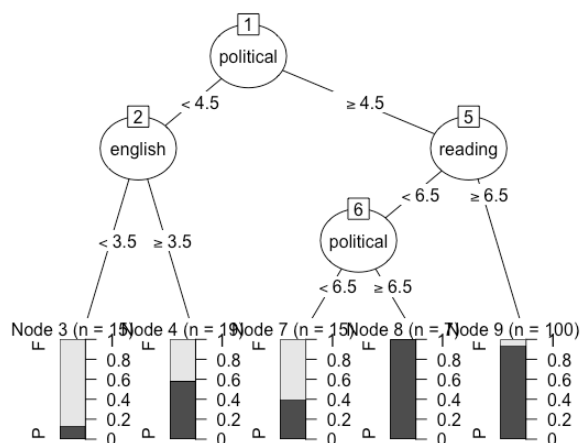 1
political
< 4.5
≥ 4.5
2
english
5
reading
< 6.5
≥ 6.5
6
political
< 3.5
≥ 3.5
< 6.5
≥ 6.5
Node 3 (n = 15)
Node 4 (n = 19)
Node 7 (n = 15)
Node 8 (n = 7)
Node 9 (n = 100)
F
P
1
0.8
0.6
0.4
0.2
0
F
P
1
0.8
0.6
0.4
0.2
0
F
P
1
0.8
0.6
0.4
0.2
0
F
P
1
0.8
0.6
0.4
0.2
0
F
P
1
0.8
0.6
0.4
0.2
0